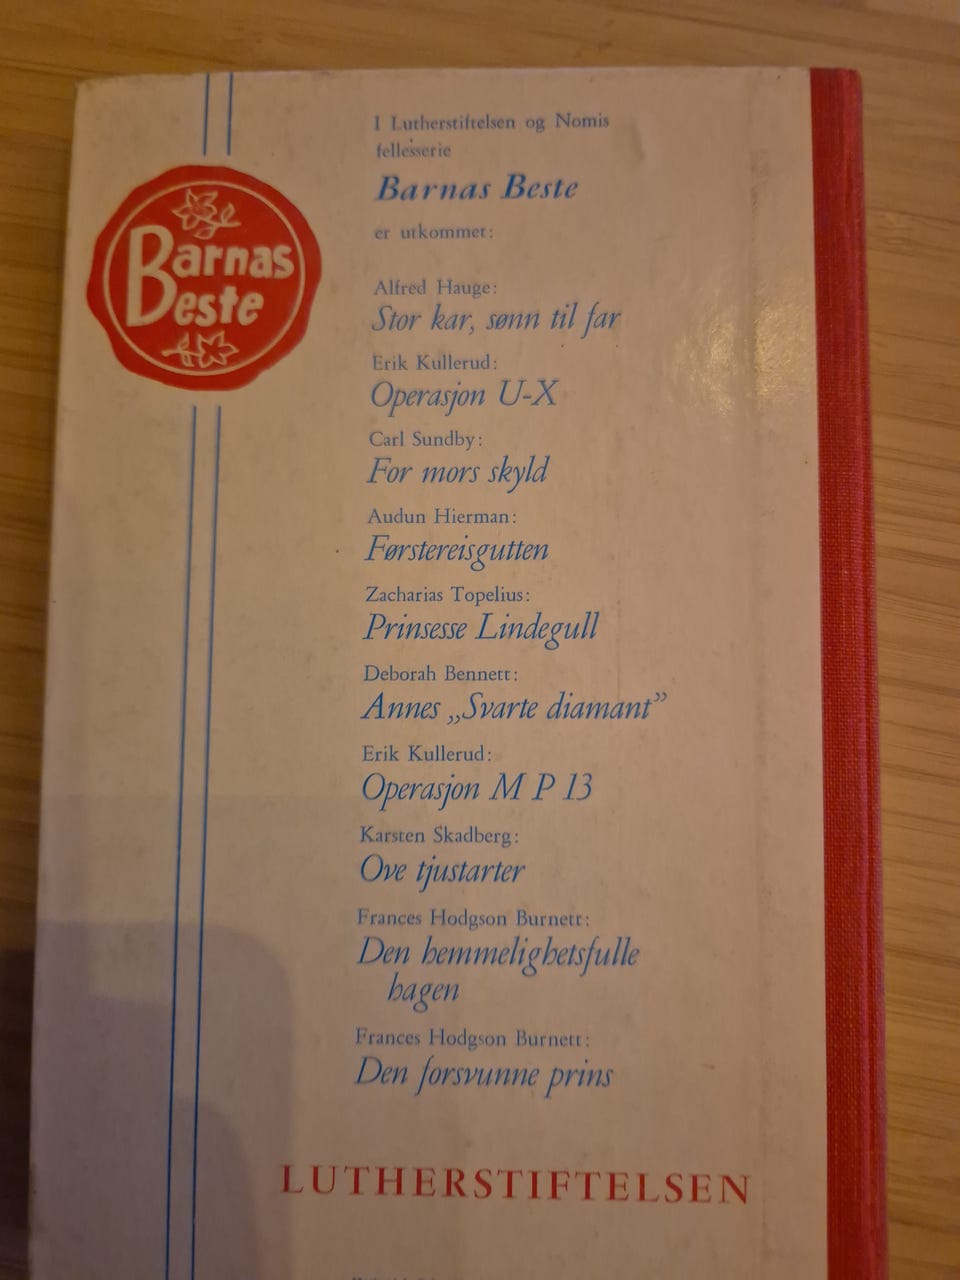 Barnas
Beste
I Lutherstiftelsen og Nomis
fellesserie
Barnas Beste
er utkommet:
Alfred Hauge:
Stor kar, sønn til far
Erik Kullerud:
Operasjon U-X
Carl Sundby:
For mors skyld
Audun Hierman:
Førstereisgutten
Zacharias Topelius:
Prinsesse Lindegull
Deborah Bennett:
Annes „Svarte diamant”
Erik Kullerud:
Operasjon M P 13
Karsten Skadberg:
Ove tjustarter
Frances Hodgson Burnett:
Den hemmelighetsfulle
hagen
Frances Hodgson Burnett:
Den forsvunne prins
LUTHERSTIFTELSEN